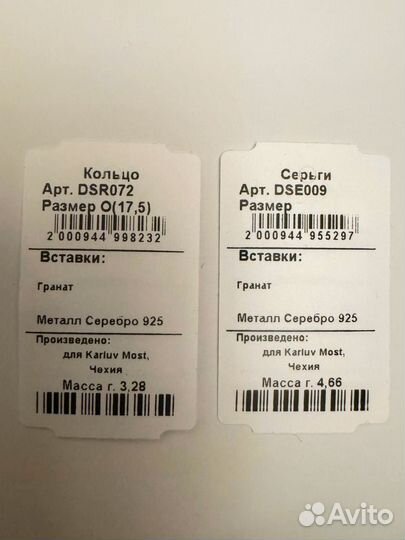 Кольцо
Арт. DSR072
Размер О(17,5)
2 000944 998232
Вставки:
Гранат
Металл Серебро 925
Произведено:
для Karluv Most,
Чехия
Масса г. 3,28
Серьги
Арт. DSE009
Размер
2 000944 955297
Вставки:
Гранат
Металл Серебро 925
Произведено:
для Karluv Most,
Чехия
Масса г. 4,66
Avito